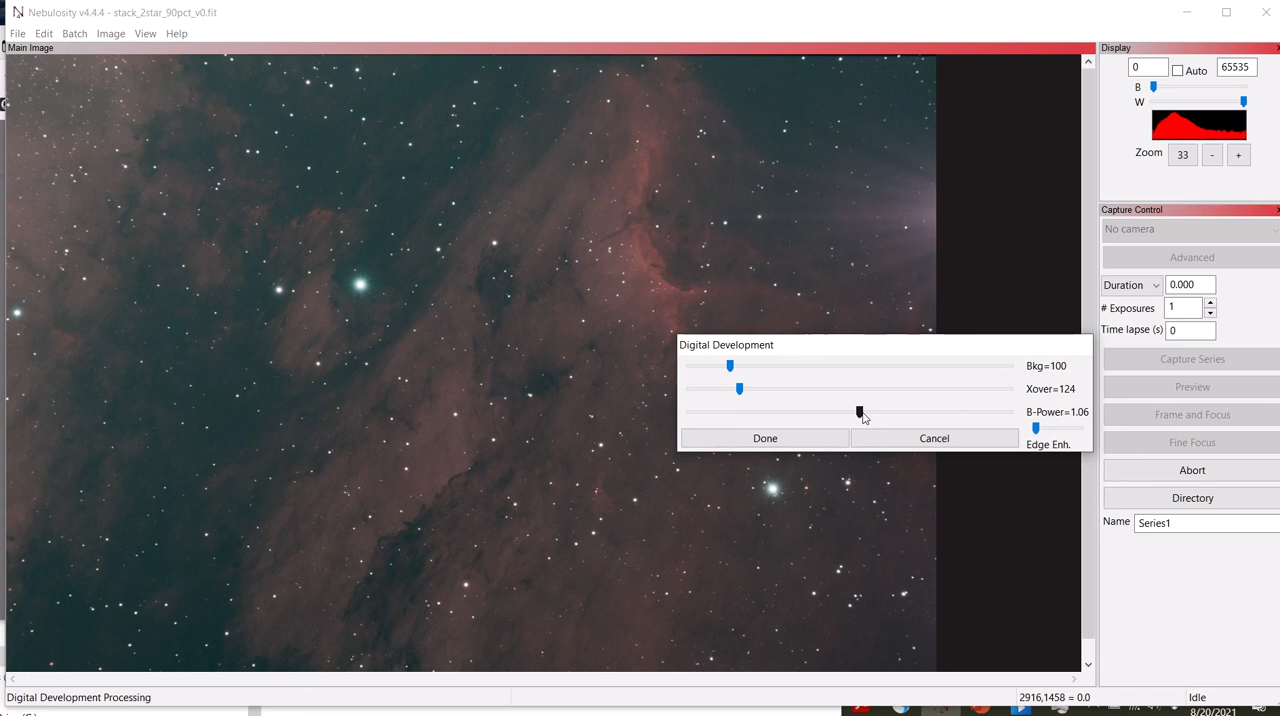 Nebulosity v4.4.4 - stack_2star_90pct_v0.fit
File Edit Batch Image View Help
Main Image
Display
0 Auto 65535
B
W
Zoom 33 - +
Capture Control
No camera
Advanced
Duration 0.000
# Exposures 1
Time lapse (s) 0
Capture Series
Preview
Frame and Focus
Fine Focus
Abort
Directory
Name Series1
Digital Development
Bkg=100
Xover=124
B-Power=1.06
Done Cancel
Edge Enh.
Digital Development Processing 2916,1458 = 0.0 Idle
8/20/2021